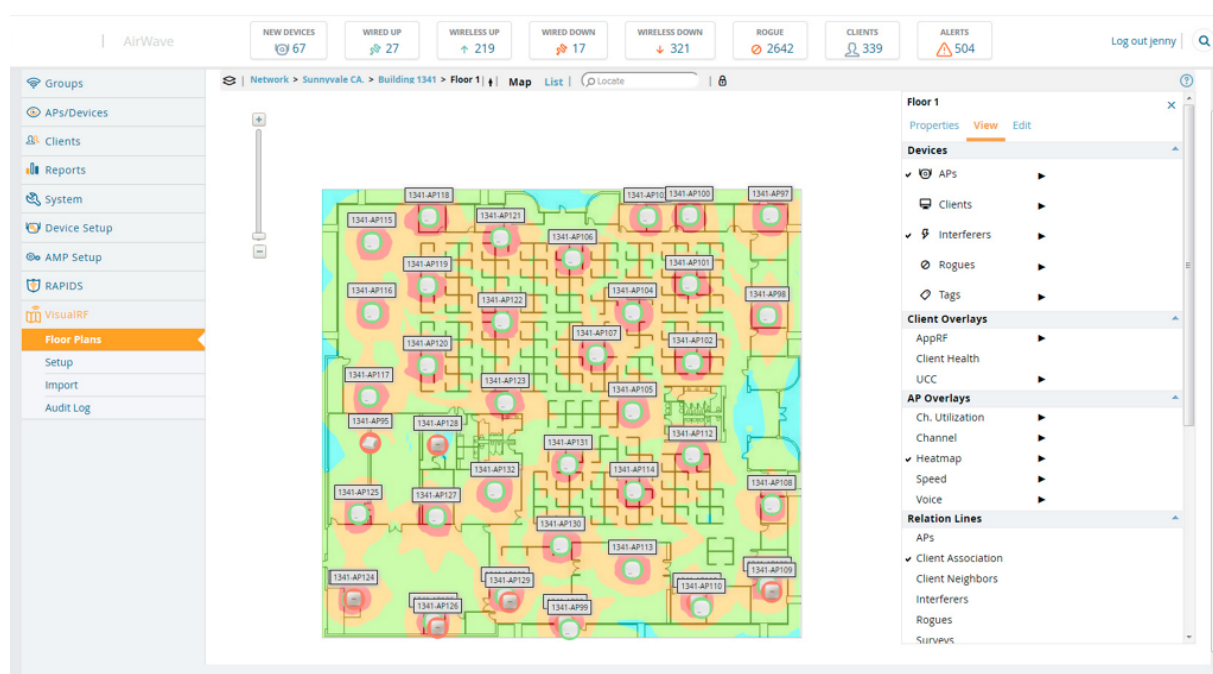 AirWave
NEW DEVICES
67
WIRED UP
27
WIRELESS UP
219
WIRED DOWN
17
WIRELESS DOWN
321
ROGUE
2642
CLIENTS
339
ALERTS
504
Log out jenny
Groups
APs/Devices
Clients
Reports
System
Device Setup
AMP Setup
RAPIDS
VisualRF
Floor Plans
Setup
Import
Audit Log
Network > Sunnyvale CA. > Building 1341 > Floor 1 | Map List | Locate
1341-AP118
1341-AP100
1341-AP97
1341-AP115
1341-AP121
1341-AP106
1341-AP119
1341-AP101
1341-AP116
1341-AP122
1341-AP104
1341-AP98
1341-AP107
1341-AP120
1341-AP102
1341-AP117
1341-AP123
1341-AP105
1341-AP95
1341-AP128
1341-AP131
1341-AP112
1341-AP132
1341-AP114
1341-AP108
1341-AP125
1341-AP127
1341-AP130
1341-AP113
1341-AP109
1341-AP124
1341-AP129
1341-AP110
1341-AP126
1341-AP99
Floor 1
Properties View Edit
Devices
APs
Clients
Interferers
Rogues
Tags
Client Overlays
AppRF
Client Health
UCC
AP Overlays
Ch. Utilization
Channel
Heatmap
Speed
Voice
Relation Lines
APs
Client Association
Client Neighbors
Interferers
Rogues
Surveys